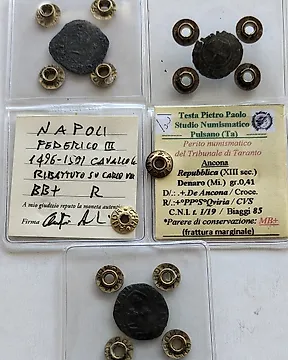 NAPOLI
FEDERICO III
1496-1501 CAVALLO
RIBATTUTO SU CARLO VIII
BB+ R
A mio giudizio reputo la moneta autentica
Firma
Testa Pietro Paolo
Studio Numismatico
Pulsano (Ta)
Perito numismatico
del Tribunale di Taranto
Ancona
Repubblica (XIII sec.)
Denaro (Mi.) gr.0,41
D/.: .+.De Ancona / Croce.
R/.:+°PP°S°Qviria / CVS
C.N.I. r. 1/19 / Biaggi 85
*Parere di conservazione: MB+
(frattura marginale)